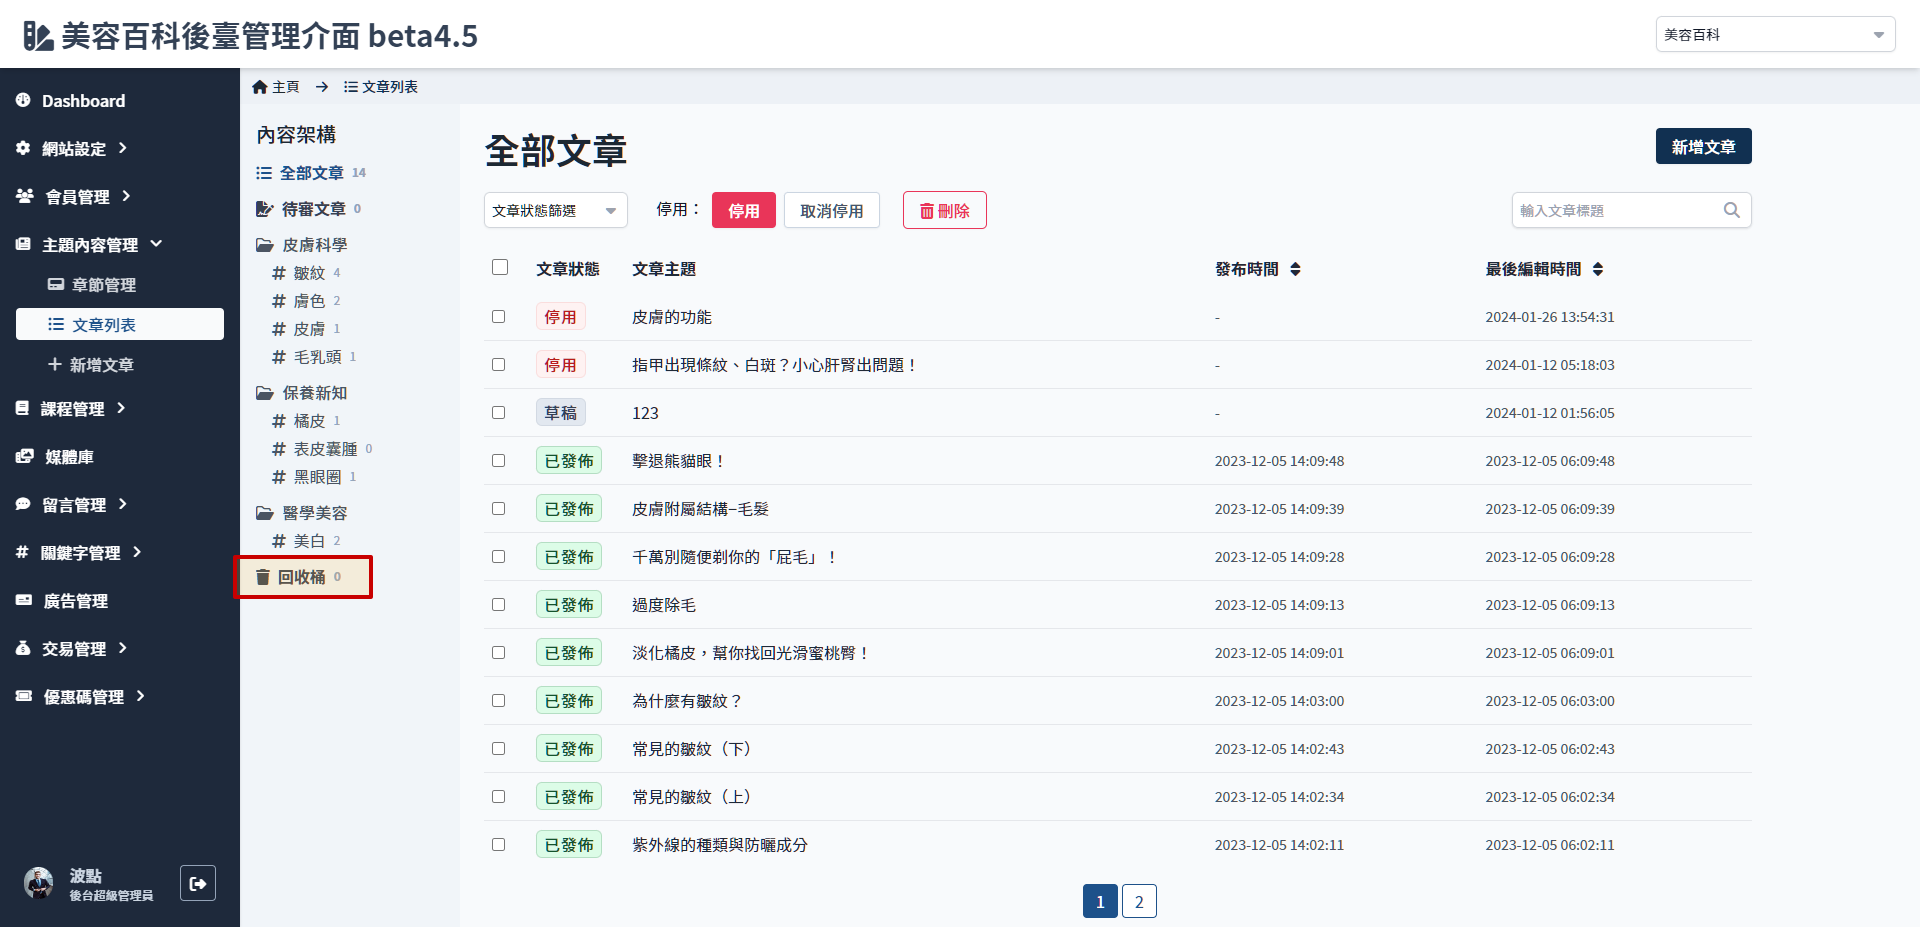 美容百科後臺管理介面 beta4.5
美容百科
Dashboard
網站設定
會員管理
主題內容管理
章節管理
文章列表
新增文章
課程管理
媒體庫
留言管理
關鍵字管理
廣告管理
交易管理
優惠碼管理
波點
後台超級管理員
主頁 → 文章列表
內容架構
全部文章 14
待審文章 0
皮膚科學
# 皺紋 4
# 膚色 2
# 皮膚 1
# 毛乳頭 1
保養新知
# 橘皮 1
# 表皮囊腫 0
# 黑眼圈 1
醫學美容
# 美白 2
回收桶 0
全部文章
新增文章
文章狀態篩選 停用： 停用 取消停用 刪除 輸入文章標題
文章狀態 文章主題 發布時間 最後編輯時間
停用 皮膚的功能 - 2024-01-26 13:54:31
停用 指甲出現條紋、白斑？小心肝腎出問題！ - 2024-01-12 05:18:03
草稿 123 - 2024-01-12 01:56:05
已發佈 擊退熊貓眼！ 2023-12-05 14:09:48 2023-12-05 06:09:48
已發佈 皮膚附屬結構–毛髮 2023-12-05 14:09:39 2023-12-05 06:09:39
已發佈 千萬別隨便剃你的「屁毛」！ 2023-12-05 14:09:28 2023-12-05 06:09:28
已發佈 過度除毛 2023-12-05 14:09:13 2023-12-05 06:09:13
已發佈 淡化橘皮，幫你找回光滑蜜桃臀！ 2023-12-05 14:09:01 2023-12-05 06:09:01
已發佈 為什麼有皺紋？ 2023-12-05 14:03:00 2023-12-05 06:03:00
已發佈 常見的皺紋（下） 2023-12-05 14:02:43 2023-12-05 06:02:43
已發佈 常見的皺紋（上） 2023-12-05 14:02:34 2023-12-05 06:02:34
已發佈 紫外線的種類與防曬成分 2023-12-05 14:02:11 2023-12-05 06:02:11
1 2